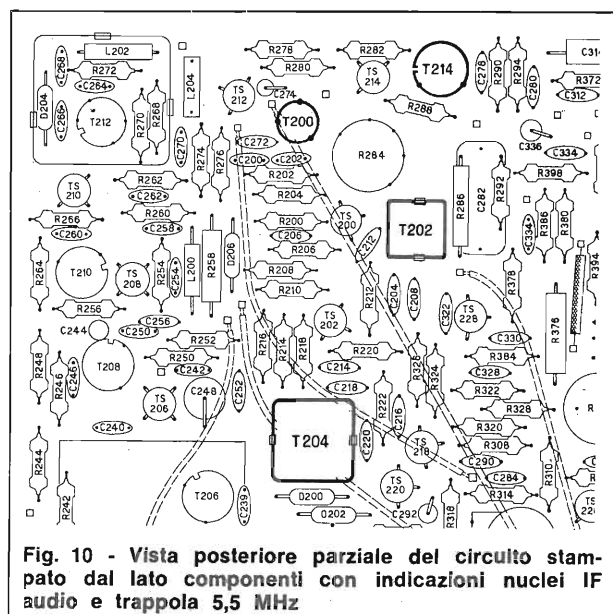 L202
R278
R282
C268
R272
L204
R280
T214
C278
R290
R294
C280
C314
D204
C264
TS 212
C274
TS 214
R372
C312
C266
T212
R270
R268
T200
R288
C336
C270
R274
R276
C272
C334
C200
C202
R284
R286
C282
R292
R398
TS 210
R262
R202
C262
R204
T202
R266
R260
R200
TS 200
C334
R386
R380
C260
C258
C206
C212
R264
T210
TS 208
R254
C254
L200
R258
D206
R206
R394
R208
R212
C204
C208
R378
R256
R210
C322
TS 228
R376
C244
C256
C250
TS 202
R252
R216
R214
R218
R220
C330
R248
T208
R250
R326
R324
R384
R246
C246
C242
C214
C328
C252
C218
R322
TS 206
C248
R222
C216
R328
C240
T204
C220
R320
R244
TS 218
R308
C290
R310
T206
C239
TS 220
C284
R242
D200
R314
D202
C292
R318
Fig. 10 - Vista posteriore parziale del circuito stam-
pato dal lato componenti con indicazioni nuclei IF
audio e trappola 5,5 MHz